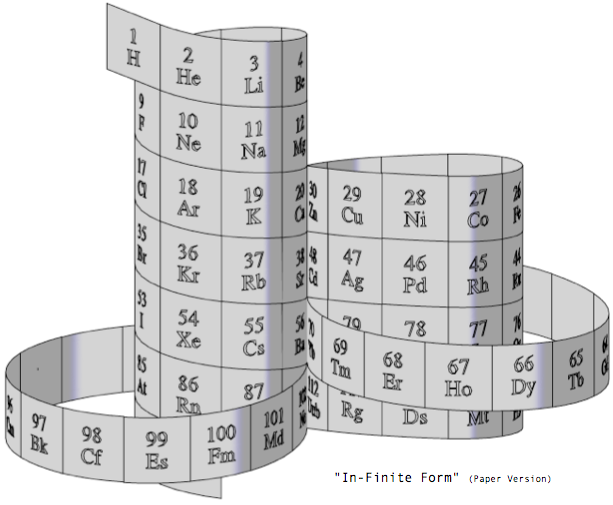 1 2 3 4
H He Li Be
9 10 11 12
F Ne Na Mg
17 18 19 20
Cl Ar K Ca
30 29 28 27 26
Zn Cu Ni Co Fe
35 36 37 38
Br Kr Rb Sr
48 47 46 45 44
Cd Ag Pd Rh
53 54 55 56
I Xe Cs Ba
70 79 78 77
69 68 67 66 65
Tm Er Ho Dy Tb
85 86 87
At Rn
112
Uub Rg Ds Mt
97 98 99 100 101
Bk Cf Es Fm Md
"In-Finite Form" (Paper Version)